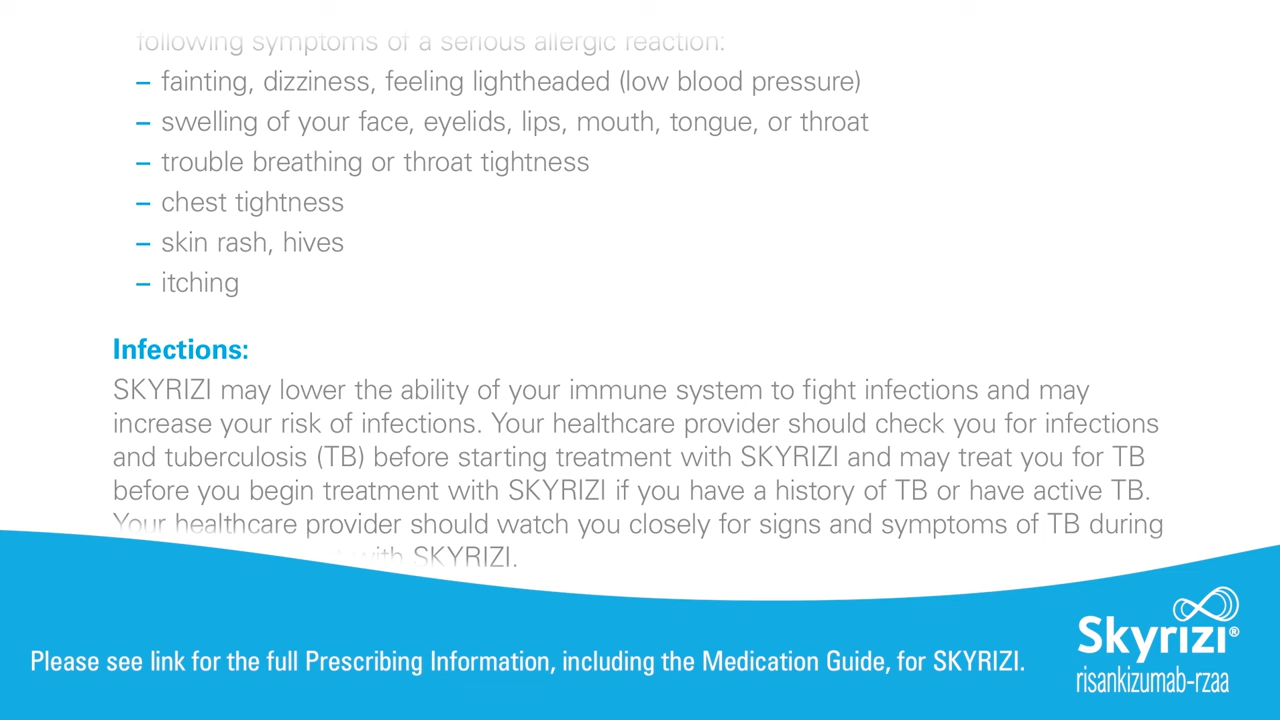 following symptoms of a serious allergic reaction:
– fainting, dizziness, feeling lightheaded (low blood pressure)
– swelling of your face, eyelids, lips, mouth, tongue, or throat
– trouble breathing or throat tightness
– chest tightness
– skin rash, hives
– itching
Infections:
SKYRIZI may lower the ability of your immune system to fight infections and may
increase your risk of infections. Your healthcare provider should check you for infections
and tuberculosis (TB) before starting treatment with SKYRIZI and may treat you for TB
before you begin treatment with SKYRIZI if you have a history of TB or have active TB.
Your healthcare provider should watch you closely for signs and symptoms of TB during
with SKYRIZI.
Please see link for the full Prescribing Information, including the Medication Guide, for SKYRIZI.
Skyrizi®
risankizumab-rzaa